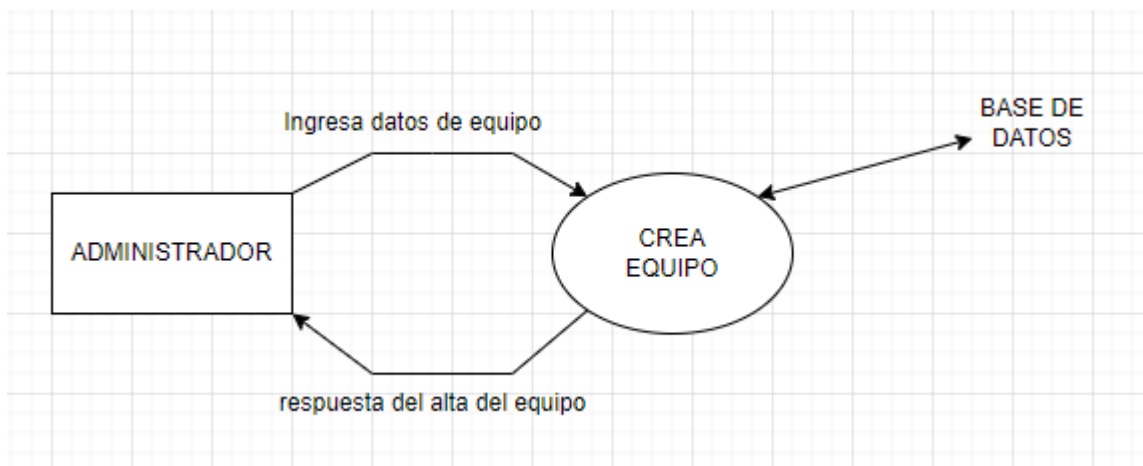 Ingresa datos de equipo
BASE DE
DATOS
ADMINISTRADOR
CREA
EQUIPO
respuesta del alta del equipo